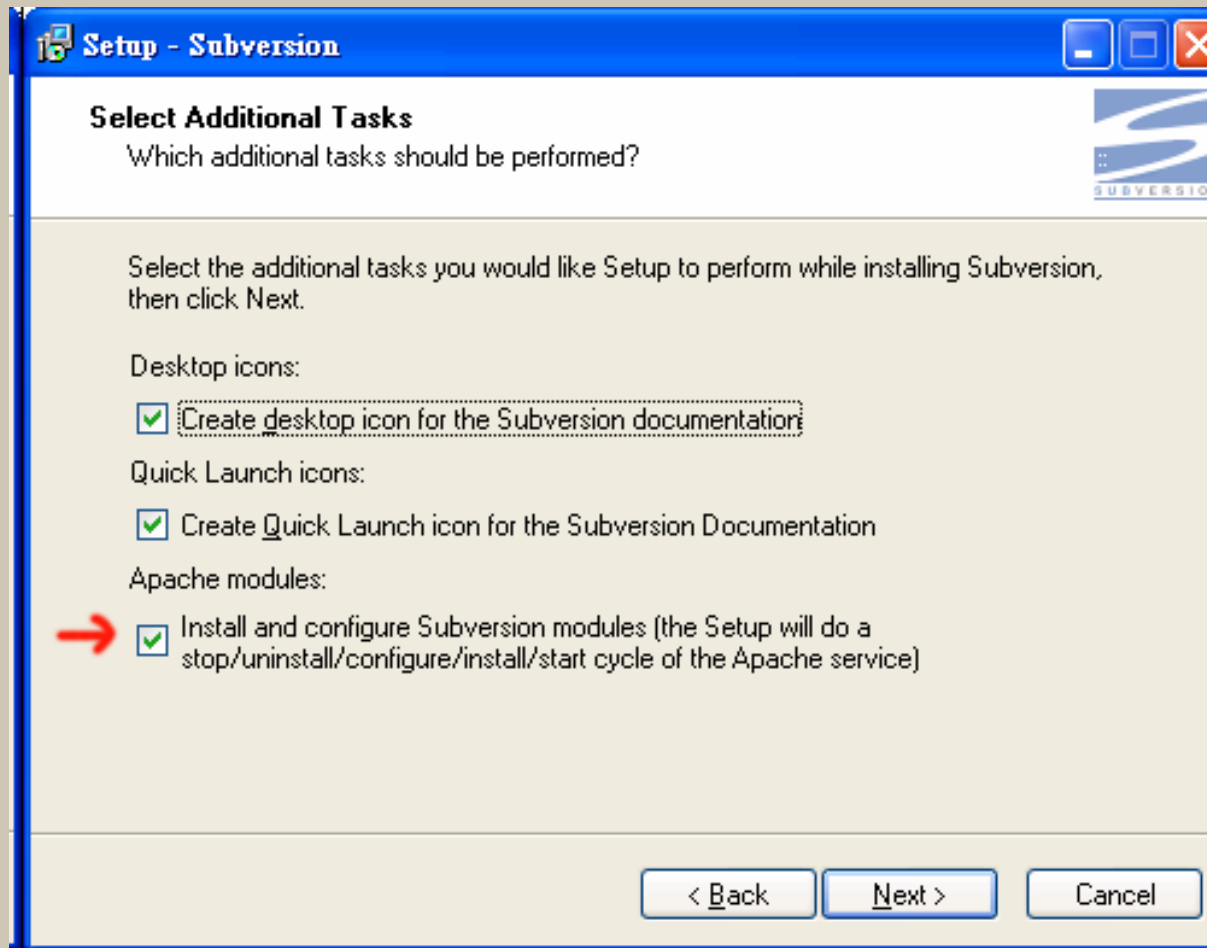 Setup - Subversion
Select Additional Tasks
Which additional tasks should be performed?
SUBVERSIO
Select the additional tasks you would like Setup to perform while installing Subversion,
then click Next.
Desktop icons:
Create desktop icon for the Subversion documentation
Quick Launch icons:
Create Quick Launch icon for the Subversion Documentation
Apache modules:
Install and configure Subversion modules (the Setup will do a
stop/uninstall/configure/install/start cycle of the Apache service)
< Back
Next >
Cancel